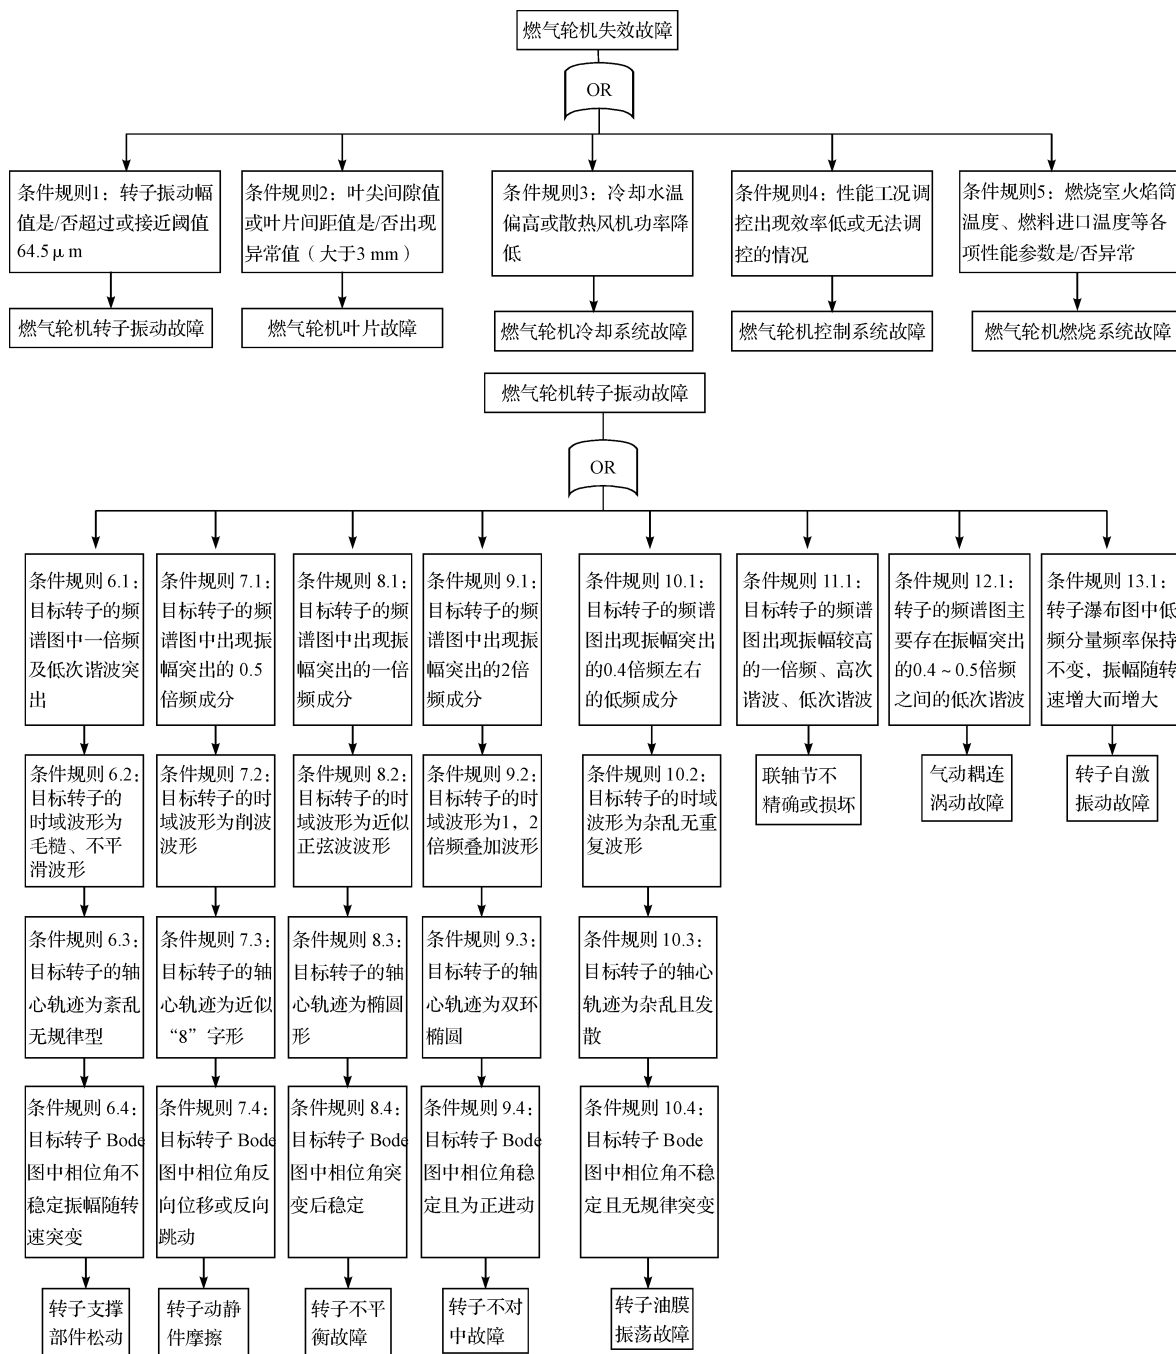 燃气轮机失效故障
OR
条件规则1：转子振动幅
值是/否超过或接近阈值
64.5μm
条件规则2：叶尖间隙值
或叶片间距值是/否出现
异常值（大于3 mm）
条件规则3：冷却水温
偏高或散热风机功率降
低
条件规则4：性能工况调
控出现效率低或无法调
控的情况
条件规则5：燃烧室火焰筒
温度、燃料进口温度等各
项性能参数是/否异常
燃气轮机转子振动故障
燃气轮机叶片故障
燃气轮机冷却系统故障
燃气轮机控制系统故障
燃气轮机燃烧系统故障
燃气轮机转子振动故障
OR
条件规则 6.1：
目标转子的频
谱图中一倍频
及低次谐波突
出
条件规则 7.1：
目标转子的频
谱图中出现振
幅突出的 0.5
倍频成分
条件规则 8.1：
目标转子的频
谱图中出现振
幅突出的一倍
频成分
条件规则 9.1：
目标转子的频
谱图中出现振
幅突出的2倍
频成分
条件规则 10.1：
目标转子的频谱
图出现振幅突出
的0.4倍频左右
的低频成分
条件规则 11.1：
目标转子的频谱
图出现振幅较高
的一倍频、高次
谐波、低次谐波
条件规则 12.1：
转子的频谱图主
要存在振幅突出
的0.4～0.5倍频
之间的低次谐波
条件规则 13.1：
转子瀑布图中低
频分量频率保持
不变，振幅随转
速增大而增大
条件规则 6.2：
目标转子的
时域波形为
毛糙、不平
滑波形
条件规则 7.2：
目标转子的时
域波形为削波
波形
条件规则 8.2：
目标转子的时
域波形为近似
正弦波波形
条件规则 9.2：
目标转子的时
域波形为1，2
倍频叠加波形
条件规则 10.2：
目标转子的时域
波形为杂乱无重
复波形
联轴节不
精确或损坏
气动耦连
涡动故障
转子自激
振动故障
条件规则 6.3：
目标转子的轴
心轨迹为紊乱
无规律型
条件规则 7.3：
目标转子的轴
心轨迹为近似
“8”字形
条件规则 8.3：
目标转子的轴
心轨迹为椭圆
形
条件规则 9.3：
目标转子的轴
心轨迹为双环
椭圆
条件规则 10.3：
目标转子的轴心
轨迹为杂乱且发
散
条件规则 6.4：
目标转子 Bode
图中相位角不
稳定振幅随转
速突变
条件规则 7.4：
目标转子 Bode
图中相位角反
向位移或反向
跳动
条件规则 8.4：
目标转子 Bode
图中相位角突
变后稳定
条件规则 9.4：
目标转子 Bode
图中相位角稳
定且为正进动
条件规则 10.4：
目标转子 Bode
图中相位角不稳
定且无规律突变
转子支撑
部件松动
转子动静
件摩擦
转子不平
衡故障
转子不对
中故障
转子油膜
振荡故障